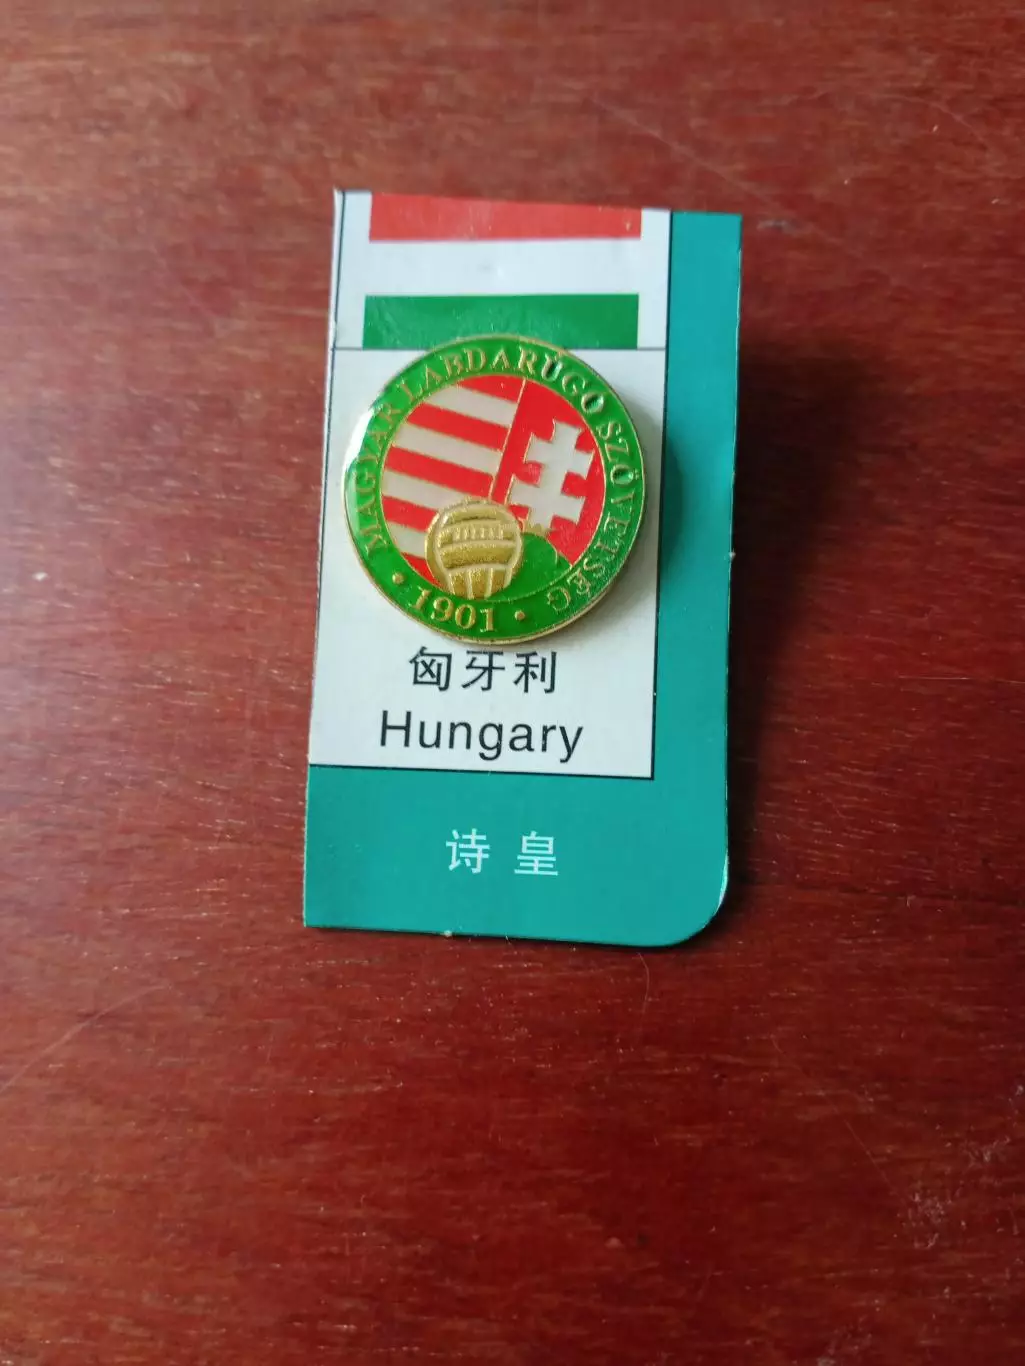 MAGYAR LABDARÚGÓ SZÖVETSÉG
• 1901 •
匈牙利
Hungary
诗皇